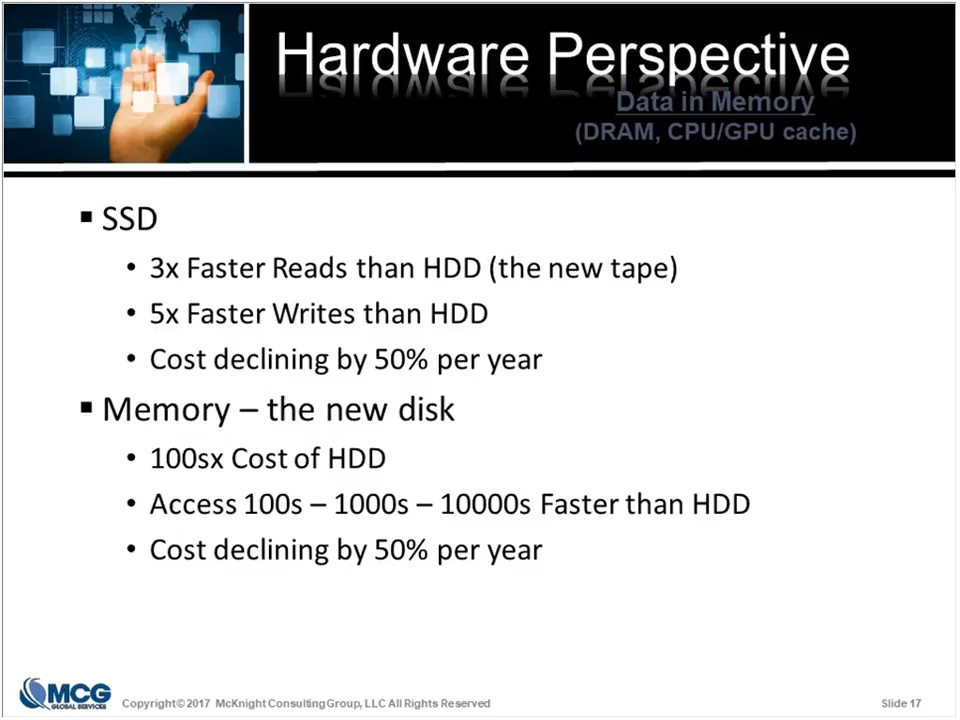 Hardware Perspective
Data in Memory
(DRAM, CPU/GPU cache)
▪ SSD
• 3x Faster Reads than HDD (the new tape)
• 5x Faster Writes than HDD
• Cost declining by 50% per year
▪ Memory – the new disk
• 100sx Cost of HDD
• Access 100s – 1000s – 10000s Faster than HDD
• Cost declining by 50% per year
MCG
GLOBAL SERVICES
Copyright© 2017 McKnight Consulting Group, LLC All Rights Reserved
Slide 17